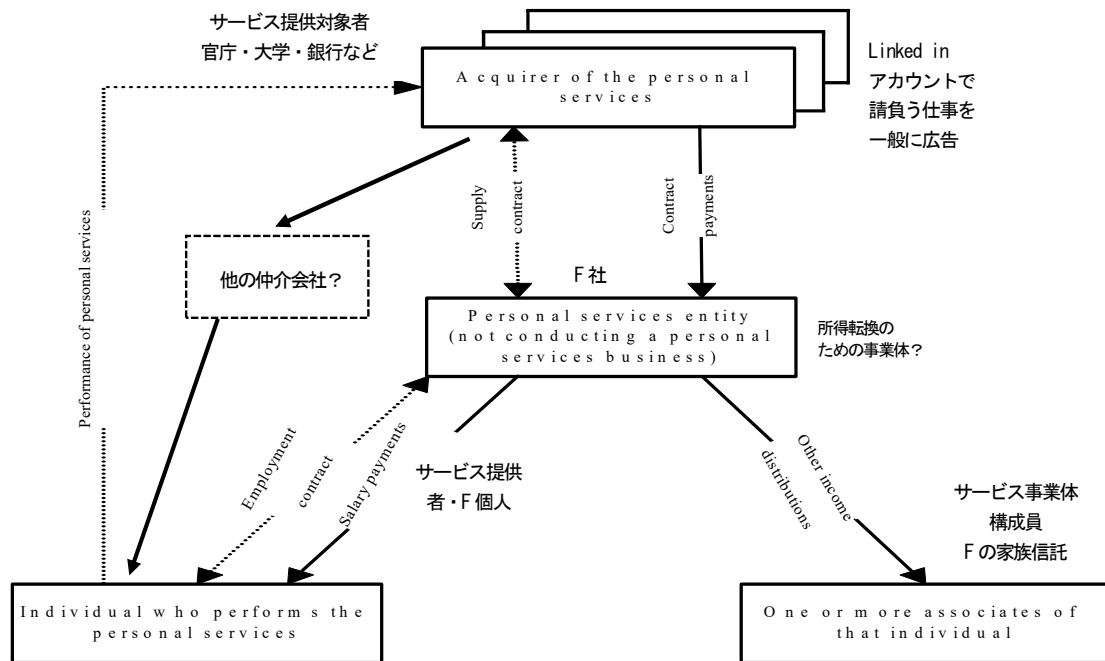 サービス提供対象者
官庁・大学・銀行など
Acquirer of the personal
services
Linked in
アカウントで
請負う仕事を
一般に広告
Supply
contract
Contract
payments
Performance of personal services
他の仲介会社？
F社
Personal services entity
(not conducting a personal
services business)
所得転換の
ための事業体？
Employment
contract
Salary payments
サービス提供
者・F個人
Other income
distributions
サービス事業体
構成員
Fの家族信託
Individual who performs the
personal services
One or more associates of
that individual